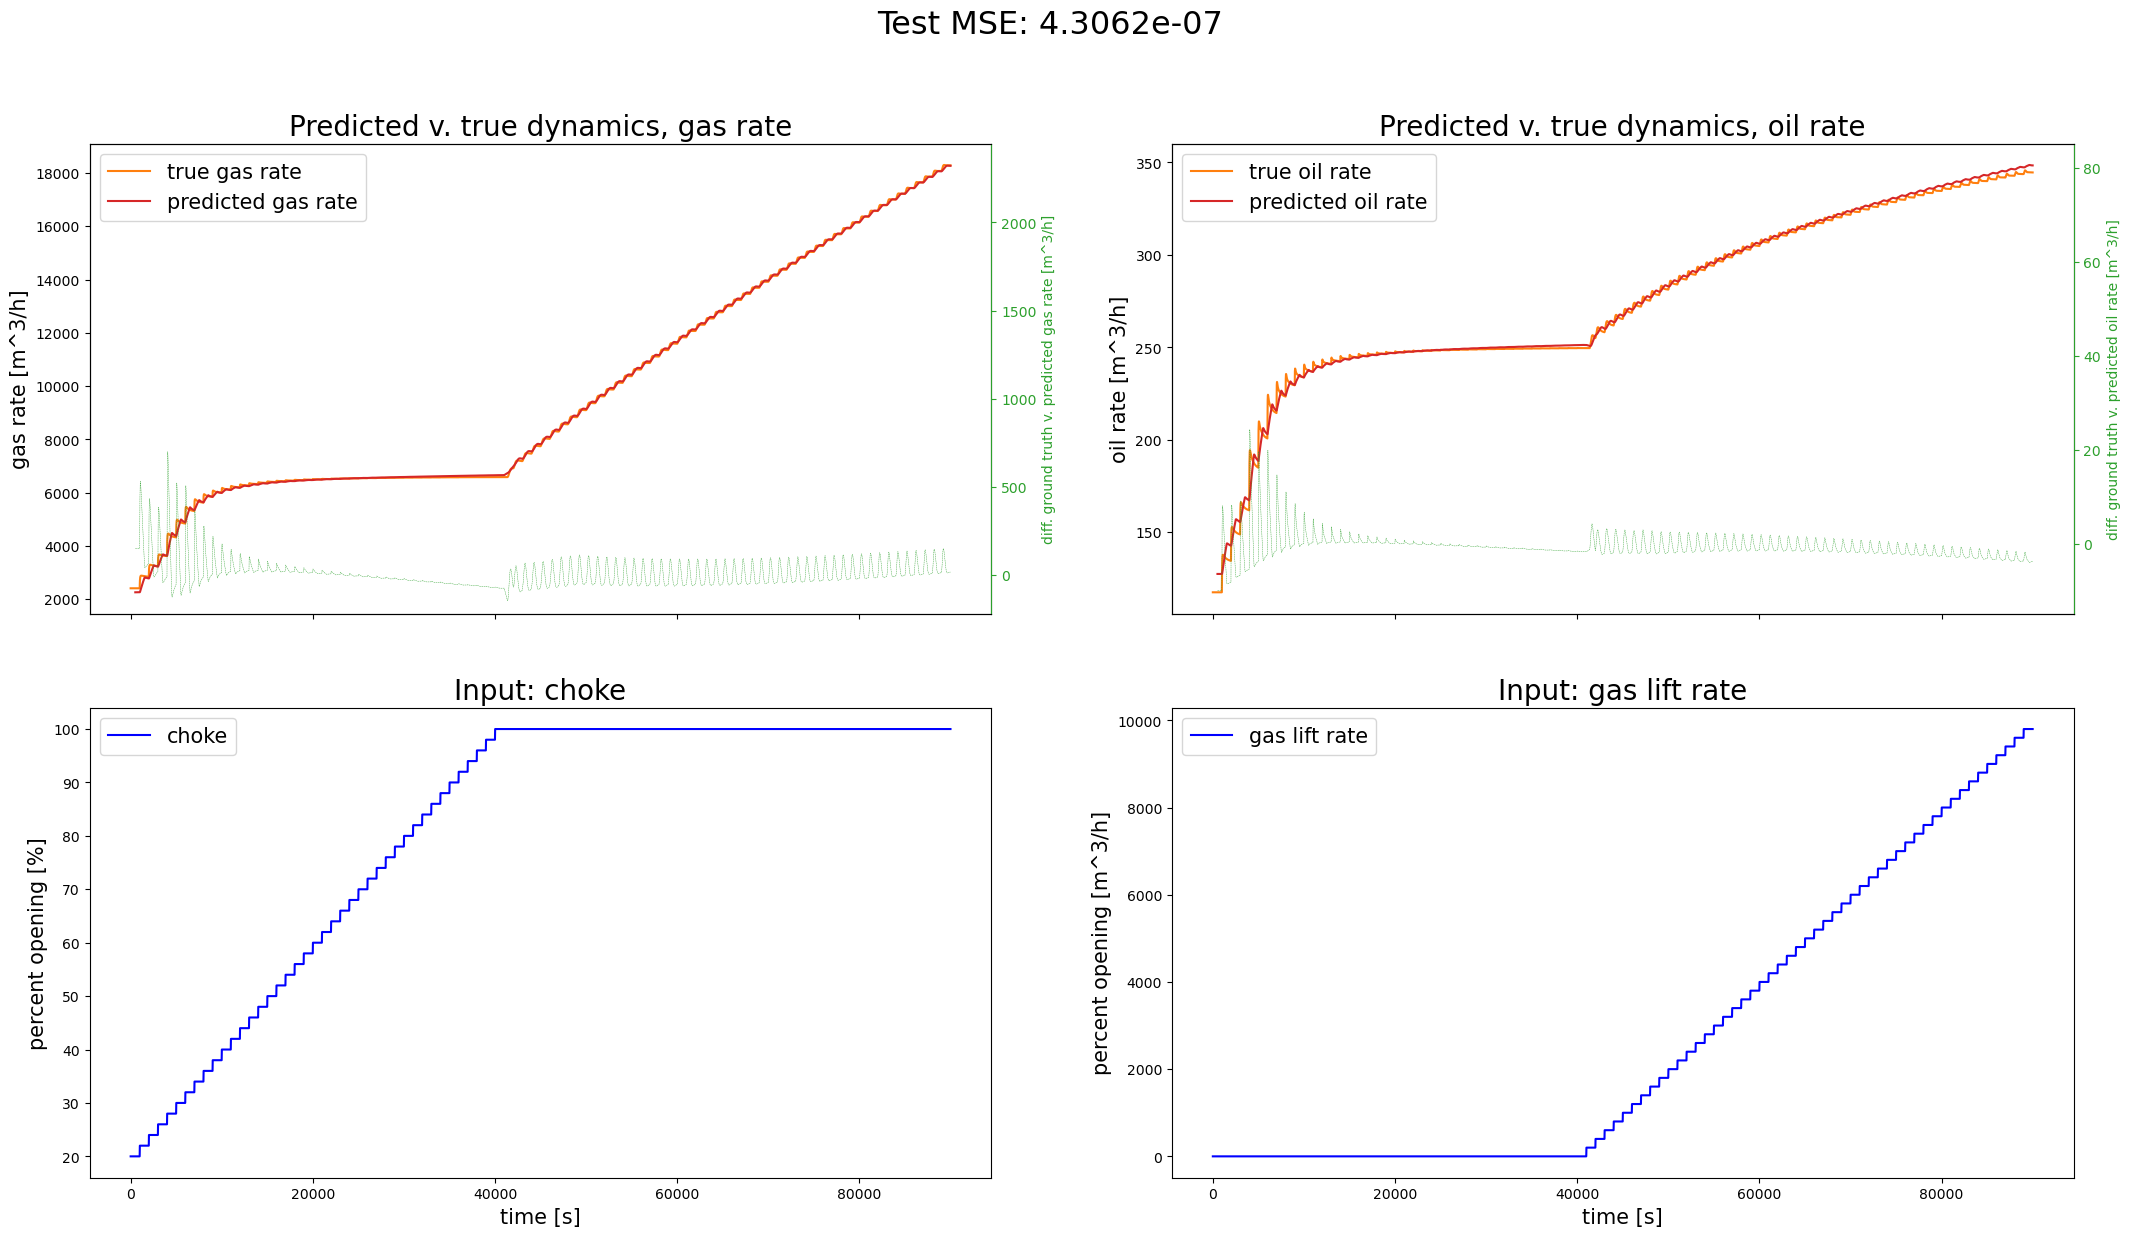 Test MSE: 4.3062e-07
Predicted v. true dynamics, gas rate
true gas rate
predicted gas rate
gas rate [m^3/h]
18000
16000
14000
12000
10000
8000
6000
4000
2000
diff. ground truth v. predicted gas rate [m^3/h]
2000
1500
1000
500
0
Predicted v. true dynamics, oil rate
true oil rate
predicted oil rate
oil rate [m^3/h]
350
300
250
200
150
diff. ground truth v. predicted oil rate [m^3/h]
80
60
40
20
0
Input: choke
choke
percent opening [%]
100
90
80
70
60
50
40
30
20
0 20000 40000 60000 80000
time [s]
Input: gas lift rate
gas lift rate
percent opening [m^3/h]
10000
8000
6000
4000
2000
0
0 20000 40000 60000 80000
time [s]